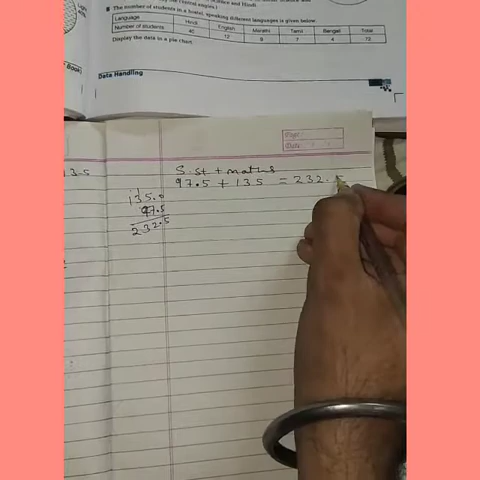 8 The number of students in a hostel, speaking different languages is given below.
Language Hindi English Marathi Tamil Bengali Total
Number of students 40 12 9 7 4 72
Display the data in a pie chart.
Data Handling
Page:
Date:
S.St + maths
97.5 + 135 = 232.5
135.0
97.5
232.5